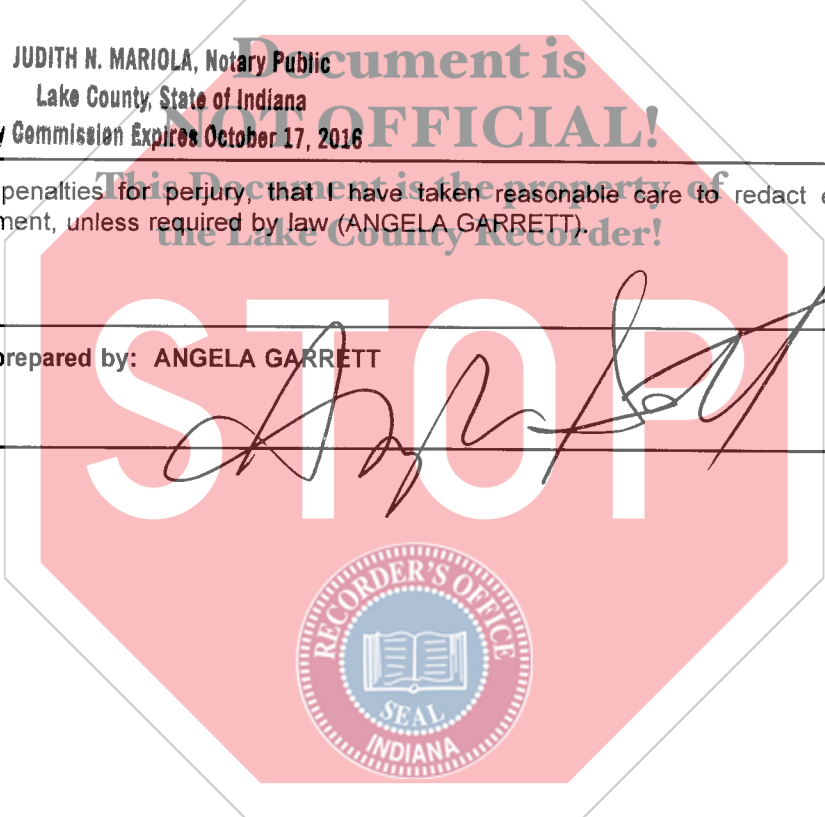 JUDITH N. MARIOLA, Notary Public
Document is
Lake County, State of Indiana
NOT OFFICIAL!
y Commission Expires October 17, 2016
This Document is the property of
penalties for perjury, that I have taken reasonable care to redact e
ment, unless required by law (ANGELA GARRETT).
the Lake County Recorder!
prepared by: ANGELA GARRETT
STOP
RECORDER'S OFFICE
SEAL
INDIANA